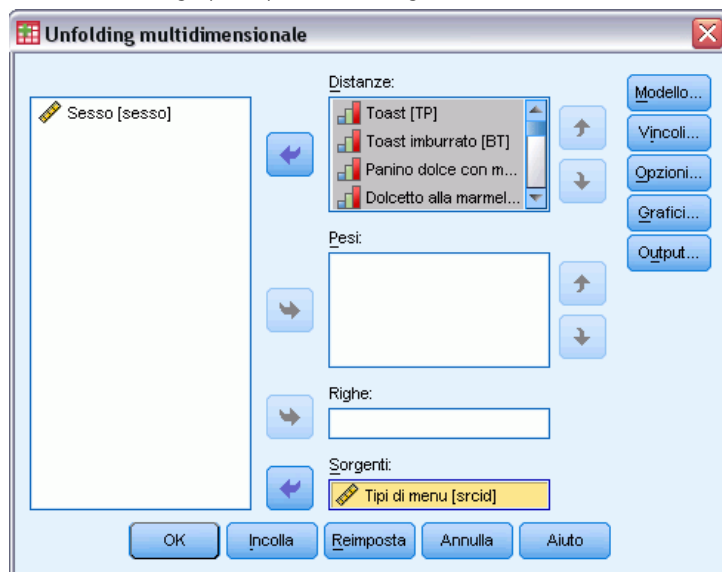 Unfolding multidimensionale
Sesso [sesso]
Distanze:
Toast [TP]
Toast imburrato [BT]
Panino dolce con m...
Dolcetto alla marmel...
Pesi:
Righe:
Sorgenti:
Tipi di menu [srcid]
Modello...
Vincoli...
Opzioni...
Grafici...
Output...
OK
Incolla
Reimposta
Annulla
Aiuto